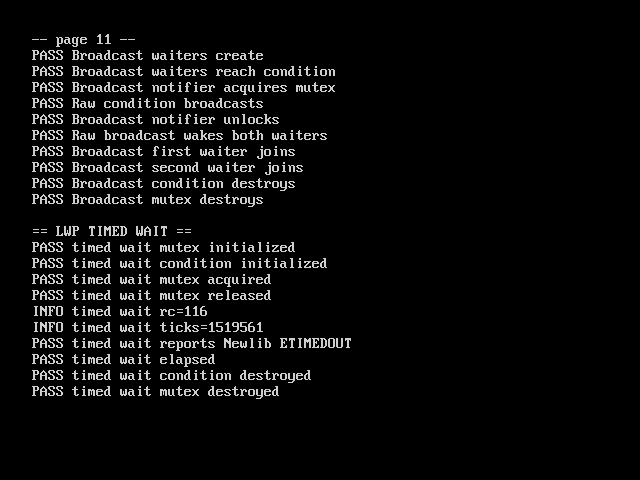 -- page 11 --
PASS Broadcast waiters create
PASS Broadcast waiters reach condition
PASS Broadcast notifier acquires mutex
PASS Raw condition broadcasts
PASS Broadcast notifier unlocks
PASS Raw broadcast wakes both waiters
PASS Broadcast first waiter joins
PASS Broadcast second waiter joins
PASS Broadcast condition destroys
PASS Broadcast mutex destroys
== LWP TIMED WAIT ==
PASS timed wait mutex initialized
PASS timed wait condition initialized
PASS timed wait mutex acquired
PASS timed wait mutex released
INFO timed wait rc=116
INFO timed wait ticks=1519561
PASS timed wait reports Newlib ETIMEDOUT
PASS timed wait elapsed
PASS timed wait condition destroyed
PASS timed wait mutex destroyed